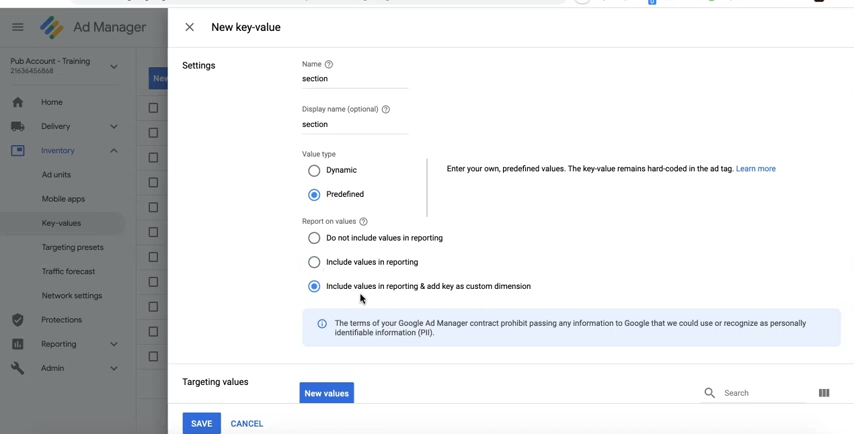 Ad Manager
New key-value
Pub Account - Training
21636456868
New
Home
Delivery
Inventory
Ad units
Mobile apps
Key-values
Targeting presets
Traffic forecast
Network settings
Protections
Reporting
Admin
Settings
Name
section
Display name (optional)
section
Value type
Dynamic
Predefined
Enter your own, predefined values. The key-value remains hard-coded in the ad tag. Learn more
Report on values
Do not include values in reporting
Include values in reporting
Include values in reporting & add key as custom dimension
The terms of your Google Ad Manager contract prohibit passing any information to Google that we could use or recognize as personally
identifiable information (PII).
Targeting values
New values
Search
SAVE
CANCEL